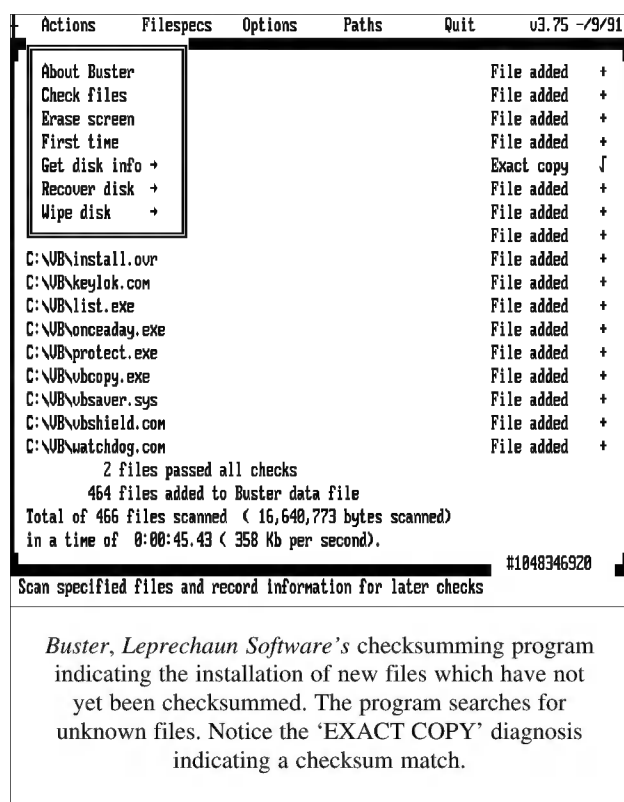 Actions Filespecs Options Paths Quit v3.75 -/9/91
About Buster File added +
Check files File added +
Erase screen File added +
First time File added +
Get disk info → Exact copy √
Recover disk → File added +
Wipe disk → File added +
File added +
C:\VB\install.ovr File added +
C:\VB\keylok.com File added +
C:\VB\list.exe File added +
C:\VB\onceaday.exe File added +
C:\VB\protect.exe File added +
C:\VB\vbcopy.exe File added +
C:\VB\vbsaver.sys File added +
C:\VB\vbshield.com File added +
C:\VB\watchdog.com File added +
2 files passed all checks
464 files added to Buster data file
Total of 466 files scanned ( 16,640,773 bytes scanned)
in a time of 0:00:45.43 ( 358 Kb per second).
#1048346920
Scan specified files and record information for later checks
Buster, Leprechaun Software's checksumming program
indicating the installation of new files which have not
yet been checksummed. The program searches for
unknown files. Notice the ‘EXACT COPY’ diagnosis
indicating a checksum match.